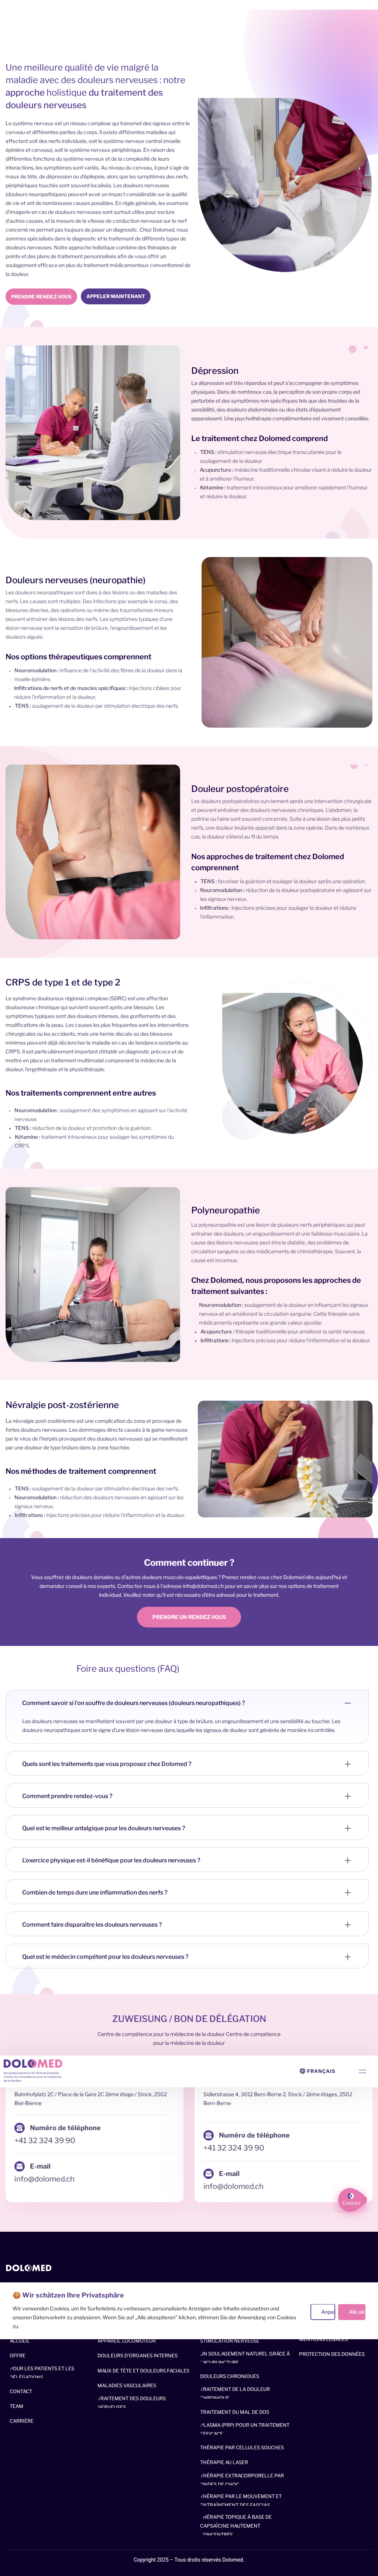 Une meilleure qualité de vie malgré la
maladie avec des douleurs nerveuses : notre
approche holistique du traitement des
douleurs nerveuses
Le système nerveux est un réseau complexe qui transmet des signaux entre le
cerveau et différentes parties du corps. Il existe différentes maladies qui
affectent soit des nerfs individuels, soit le système nerveux central (moelle
épinière et cerveau), soit le système nerveux périphérique. En raison des
différentes fonctions du système nerveux et de la complexité de leurs
interactions, les symptômes sont très variés. Au niveau du cerveau, il peut s'agir de
maux de tête, de dépression ou d'épilepsie, alors que les symptômes des nerfs
périphériques touchés sont souvent localisés. Les douleurs nerveuses
(douleurs neuropathiques) peuvent avoir un impact considérable sur la qualité
de vie et ont de nombreuses causes possibles. En règle générale, les examens
d'imagerie en cas de douleurs nerveuses sont surtout utiles pour exclure
d'autres causes, et la mesure de la vitesse de conduction nerveuse sur le nerf
concerné ne permet pas toujours de poser un diagnostic. Chez Dolomed, nous
sommes spécialisés dans le diagnostic et le traitement de différents types de
douleurs nerveuses. Notre approche holistique combine des thérapies de
pointe et des plans de traitement personnalisés afin de vous offrir un
soulagement efficace en plus du traitement médicamenteux conventionnel de
la douleur.
PRENDRE RENDEZ-VOUS
APPELER MAINTENANT
Dépression
La dépression est très répandue et peut s'accompagner de symptômes
physiques. Dans de nombreux cas, la perception de son propre corps est
perturbée et des symptômes non spécifiques tels que des troubles de la
sensibilité, des douleurs abdominales ou des états d'épuisement
apparaissent. Une psychothérapie complémentaire est vivement conseillée.
Le traitement chez Dolomed comprend
TENS : stimulation nerveuse électrique transcutanée pour le
soulagement de la douleur
Acupuncture : médecine traditionnelle chinoise visant à réduire la douleur
et à améliorer l'humeur.
Kétamine : traitement intraveineux pour améliorer rapidement l'humeur
et réduire la douleur.
Douleurs nerveuses (neuropathie)
Les douleurs neuropathiques sont dues à des lésions ou des maladies des
nerfs. Les causes sont multiples. Des infections (par exemple le zona), des
blessures directes, des opérations ou même des traumatismes mineurs
peuvent entraîner des lésions des nerfs. Les symptômes typiques d'une
lésion nerveuse sont la sensation de brûlure, l'engourdissement et les
douleurs aiguës.
Nos options thérapeutiques comprennent
Neuromodulation : influence de l'activité des fibres de la douleur dans la
moelle épinière.
Infiltrations de nerfs et de muscles spécifiques : Injections ciblées pour
réduire l'inflammation et la douleur.
TENS : soulagement de la douleur par stimulation électrique des nerfs.
Douleur postopératoire
Les douleurs postopératoires surviennent après une intervention chirurgicale
et peuvent entraîner des douleurs nerveuses chroniques. L'abdomen, la
poitrine ou l'aine sont souvent concernés. Suite à une lésion des plus petits
nerfs, une douleur brûlante apparaît dans la zone opérée. Dans de nombreux
cas, la douleur s'étend au fil du temps.
Nos approches de traitement chez Dolomed
comprennent
TENS : favoriser la guérison et soulager la douleur après une opération.
Neuromodulation : réduction de la douleur postopératoire en agissant sur
les signaux nerveux.
Infiltrations : Injections précises pour soulager la douleur et réduire
l'inflammation.
CRPS de type 1 et de type 2
Le syndrome douloureux régional complexe (SDRC) est une affection
douloureuse chronique qui survient souvent après une blessure. Les
symptômes typiques sont des douleurs intenses, des gonflements et des
modifications de la peau. Les causes les plus fréquentes sont les interventions
chirurgicales ou les accidents, mais une hernie discale ou des blessures
minimes peuvent déjà déclencher la maladie en cas de tendance existante au
CRPS. Il est particulièrement important d'établir un diagnostic précoce et de
mettre en place un traitement multimodal comprenant la médecine de la
douleur, l'ergothérapie et la physiothérapie.
Nos traitements comprennent entre autres
Neuromodulation : soulagement des symptômes en agissant sur l'activité
nerveuse.
TENS : réduction de la douleur et promotion de la guérison.
Kétamine : traitement intraveineux pour soulager les symptômes du
CRPS.
Polyneuropathie
La polyneuropathie est une lésion de plusieurs nerfs périphériques qui peut
entraîner des douleurs, un engourdissement et une faiblesse musculaire. La
cause des lésions nerveuses peut être le diabète, des problèmes de
circulation sanguine ou des médicaments de chimiothérapie. Souvent, la
cause est inconnue.
Chez Dolomed, nous proposons les approches de
traitement suivantes :
Neuromodulation : soulagement de la douleur en influençant les signaux
nerveux et en améliorant la circulation sanguine. Cette thérapie sans
médicaments représente une grande valeur ajoutée.
Acupuncture : thérapie traditionnelle pour améliorer la santé nerveuse.
Infiltrations : Injections précises pour réduire l'inflammation et la douleur.
Névralgie post-zostérienne
La névralgie post-zostérienne est une complication du zona et provoque de
fortes douleurs nerveuses. Les dommages directs causés à la gaine nerveuse
par le virus de l'herpès provoquent des douleurs nerveuses qui se manifestent
par une douleur de type brûlure dans la zone touchée.
Nos méthodes de traitement comprennent
TENS : soulagement de la douleur par stimulation électrique des nerfs.
Neuromodulation : réduction des douleurs nerveuses en agissant sur les
signaux nerveux.
Infiltrations : Injections précises pour réduire l'inflammation et la douleur.
Comment continuer ?
Vous souffrez de douleurs dorsales ou d'autres douleurs musculo-squelettiques ? Prenez rendez-vous chez Dolomed dès aujourd'hui et
demandez conseil à nos experts. Contactez-nous à l'adresse info@dolomed.ch pour en savoir plus sur nos options de traitement
individuel. Veuillez noter qu'il est nécessaire d'être adressé pour le traitement.
PRENDRE UN RENDEZ-VOUS
Foire aux questions (FAQ)
Comment savoir si l'on souffre de douleurs nerveuses (douleurs neuropathiques) ?
Les douleurs nerveuses se manifestent souvent par une douleur à type de brûlure, un engourdissement et une sensibilité au toucher. Les
douleurs neuropathiques sont le signe d'une lésion nerveuse dans laquelle les signaux de douleur sont générés de manière incontrôlée.
Quels sont les traitements que vous proposez chez Dolomed ?
Comment prendre rendez-vous ?
Quel est le meilleur antalgique pour les douleurs nerveuses ?
L'exercice physique est-il bénéfique pour les douleurs nerveuses ?
Combien de temps dure une inflammation des nerfs ?
Comment faire disparaître les douleurs nerveuses ?
Quel est le médecin compétent pour les douleurs nerveuses ?
ZUWEISUNG / BON DE DÉLÉGATION
Centre de compétence pour la médecine de la douleur Centre de compétence
pour la médecine de la douleur
DOLOMED
FRANÇAIS
Bahnhofplatz 2C / Place de la Gare 2C 2ème étage / Stock, 2502
Biel-Bienne
Numéro de téléphone
+41 32 324 39 90
E-mail
info@dolomed.ch
Sidlerstrasse 4, 3012 Bern-Berne 2. Stock / 2ème étages, 2502
Bern-Berne
Numéro de téléphone
+41 32 324 39 90
E-mail
info@dolomed.ch
Contact
DOLOMED
🍪 Wir schätzen Ihre Privatsphäre
Wir verwenden Cookies, um Ihr Surferlebnis zu verbessern, personalisierte Anzeigen oder Inhalte einzusetzen und
unseren Datenverkehr zu analysieren. Wenn Sie auf „Alle akzeptieren" klicken, stimmen Sie der Anwendung von Cookies
zu.
Anpa
Alle ak
ACCUEIL
OFFRE
POUR LES PATIENTS ET LES
DÉLÉGATIONS
CONTACT
TEAM
CARRIÈRE
APPAREIL LOCOMOTEUR
DOULEURS D'ORGANES INTERNES
MAUX DE TÊTE ET DOULEURS FACIALES
MALADIES VASCULAIRES
TRAITEMENT DES DOULEURS
NERVEUSES
STIMULATION NERVEUSE
UN SOULAGEMENT NATUREL GRÂCE À
L'ACUPUNCTURE
DOULEURS CHRONIQUES
TRAITEMENT DE LA DOULEUR
CHRONIQUE
TRAITEMENT DU MAL DE DOS
PLASMA (PRP) POUR UN TRAITEMENT
EFFICACE
THÉRAPIE PAR CELLULES SOUCHES
THÉRAPIE AU LASER
THÉRAPIE EXTRACORPORELLE PAR
ONDES DE CHOC
THÉRAPIE PAR LE MOUVEMENT ET
ENTRAÎNEMENT DES FASCIAS
THÉRAPIE TOPIQUE À BASE DE
CAPSAÏCINE HAUTEMENT
CONCENTRÉE
MENTIONS LÉGALES
PROTECTION DES DONNÉES
Copyright 2025 – Tous droits réservés Dolomed.